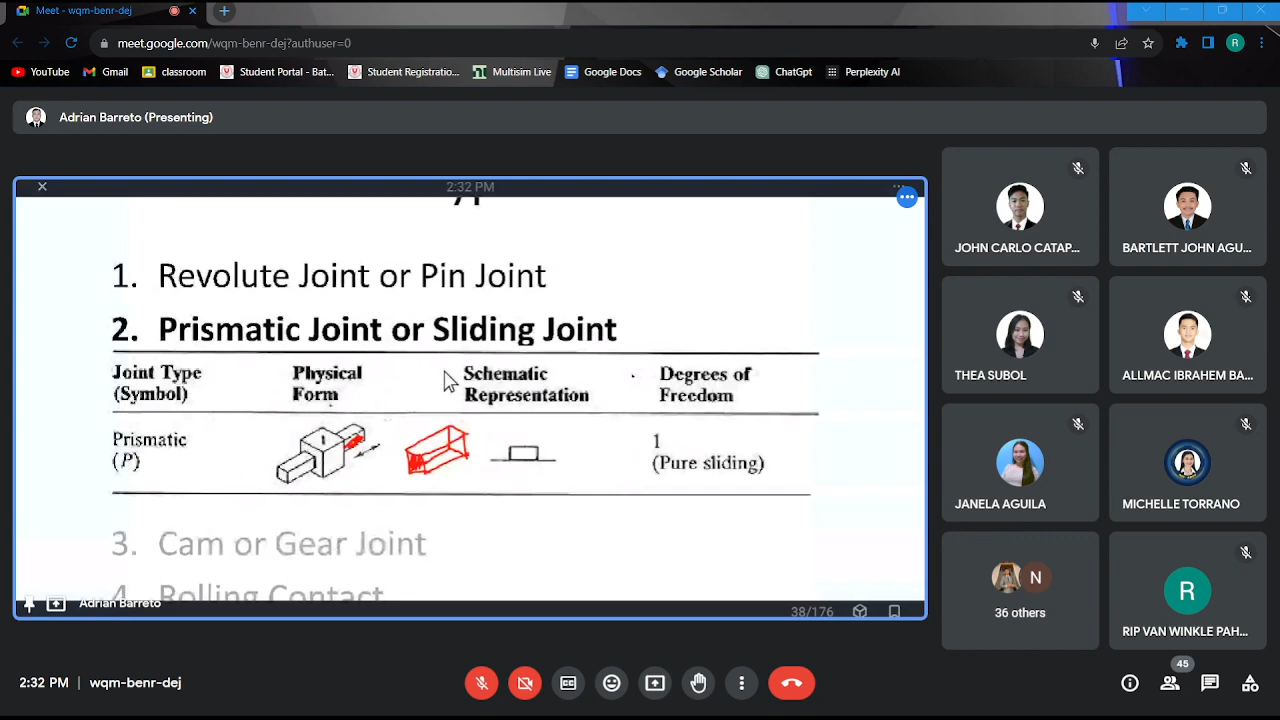 Meet - wqm-benr-dej
meet.google.com/wqm-benr-dej?authuser=0
R
YouTube Gmail classroom Student Portal - Bat... Student Registratio... Multisim Live Google Docs Google Scholar ChatGpt Perplexity AI
Adrian Barreto (Presenting)
2:32 PM
1. Revolute Joint or Pin Joint
2. Prismatic Joint or Sliding Joint
Joint Type (Symbol) Physical Form Schematic Representation Degrees of Freedom
Prismatic (P) 1 (Pure sliding)
3. Cam or Gear Joint
4. Rolling Contact
Adrian Barreto
38/176
JOHN CARLO CATAP...
BARTLETT JOHN AGU...
THEA SUBOL
ALLMAC IBRAHEM BA...
JANELA AGUILA
MICHELLE TORRANO
N
36 others
R
RIP VAN WINKLE PAH...
2:32 PM | wqm-benr-dej
45